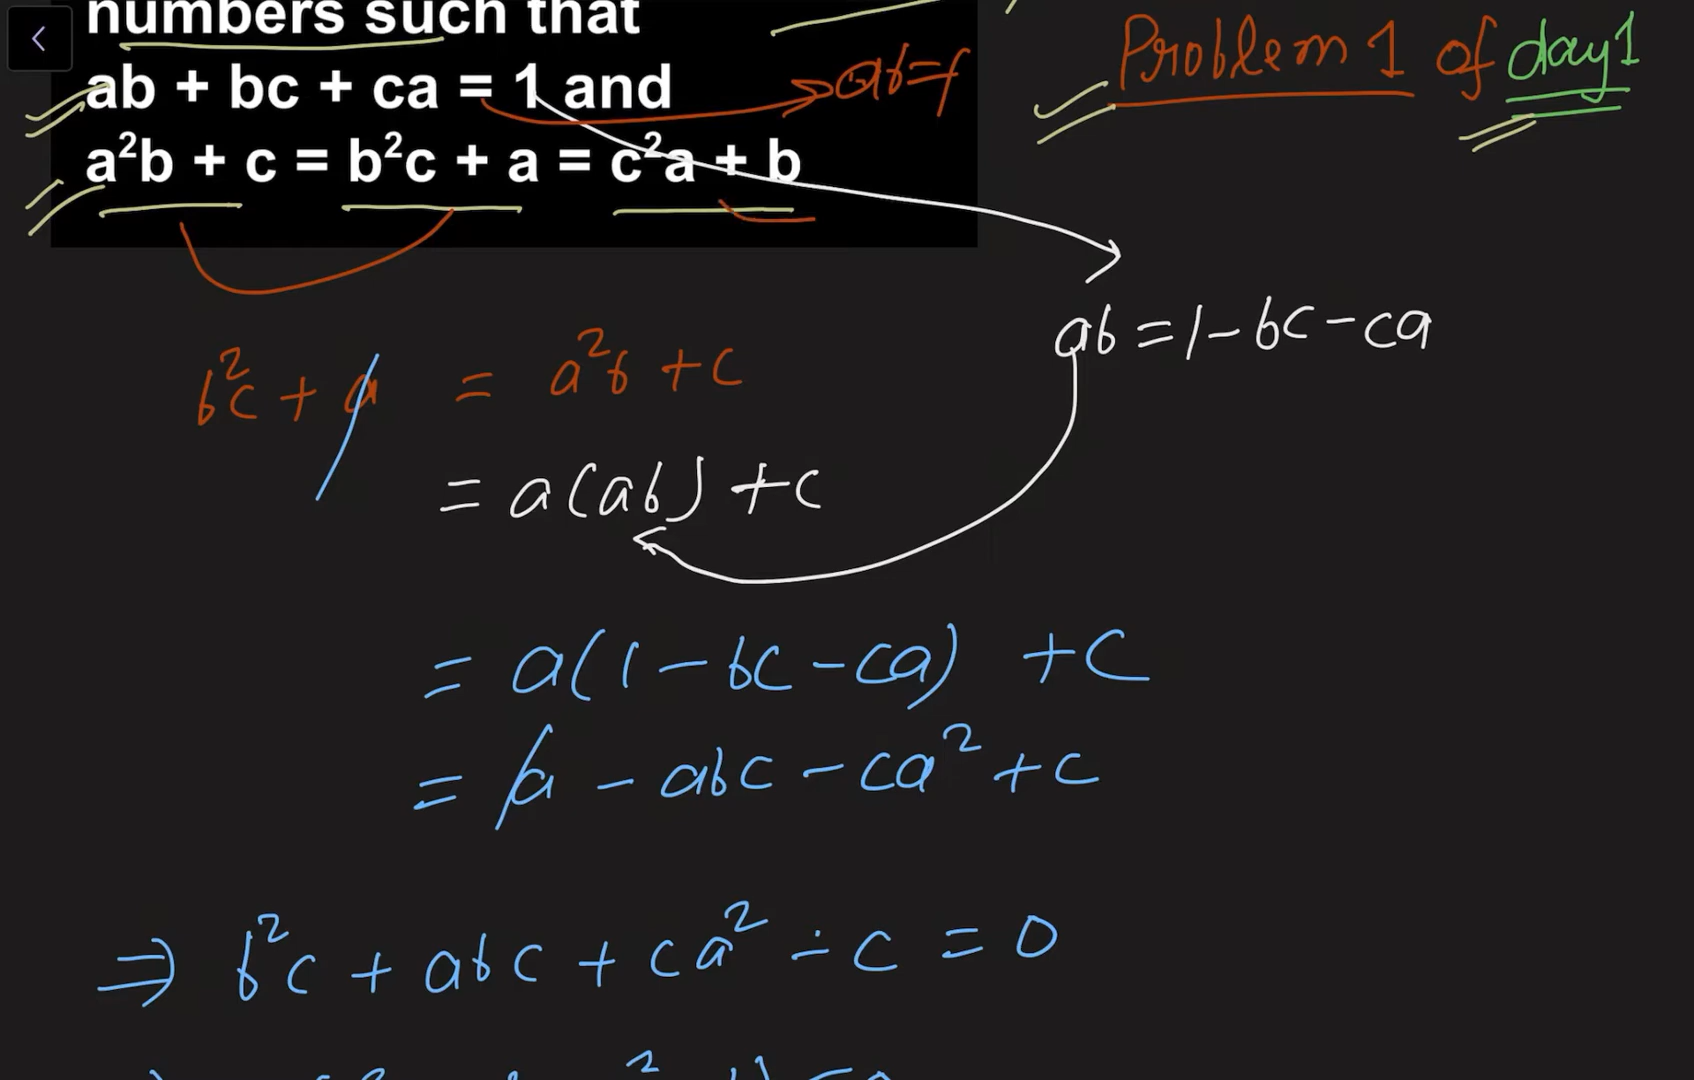 numbers such that
ab + bc + ca = 1 and
a²b + c = b²c + a = c²a + b
Problem 1 of day1
ab = 1 - bc - ca
b²c + a = a²b + c
= a(ab) + c
= a(1 - bc - ca) + c
= a - abc - ca² + c
⇒ b²c + abc + ca² - c = 0